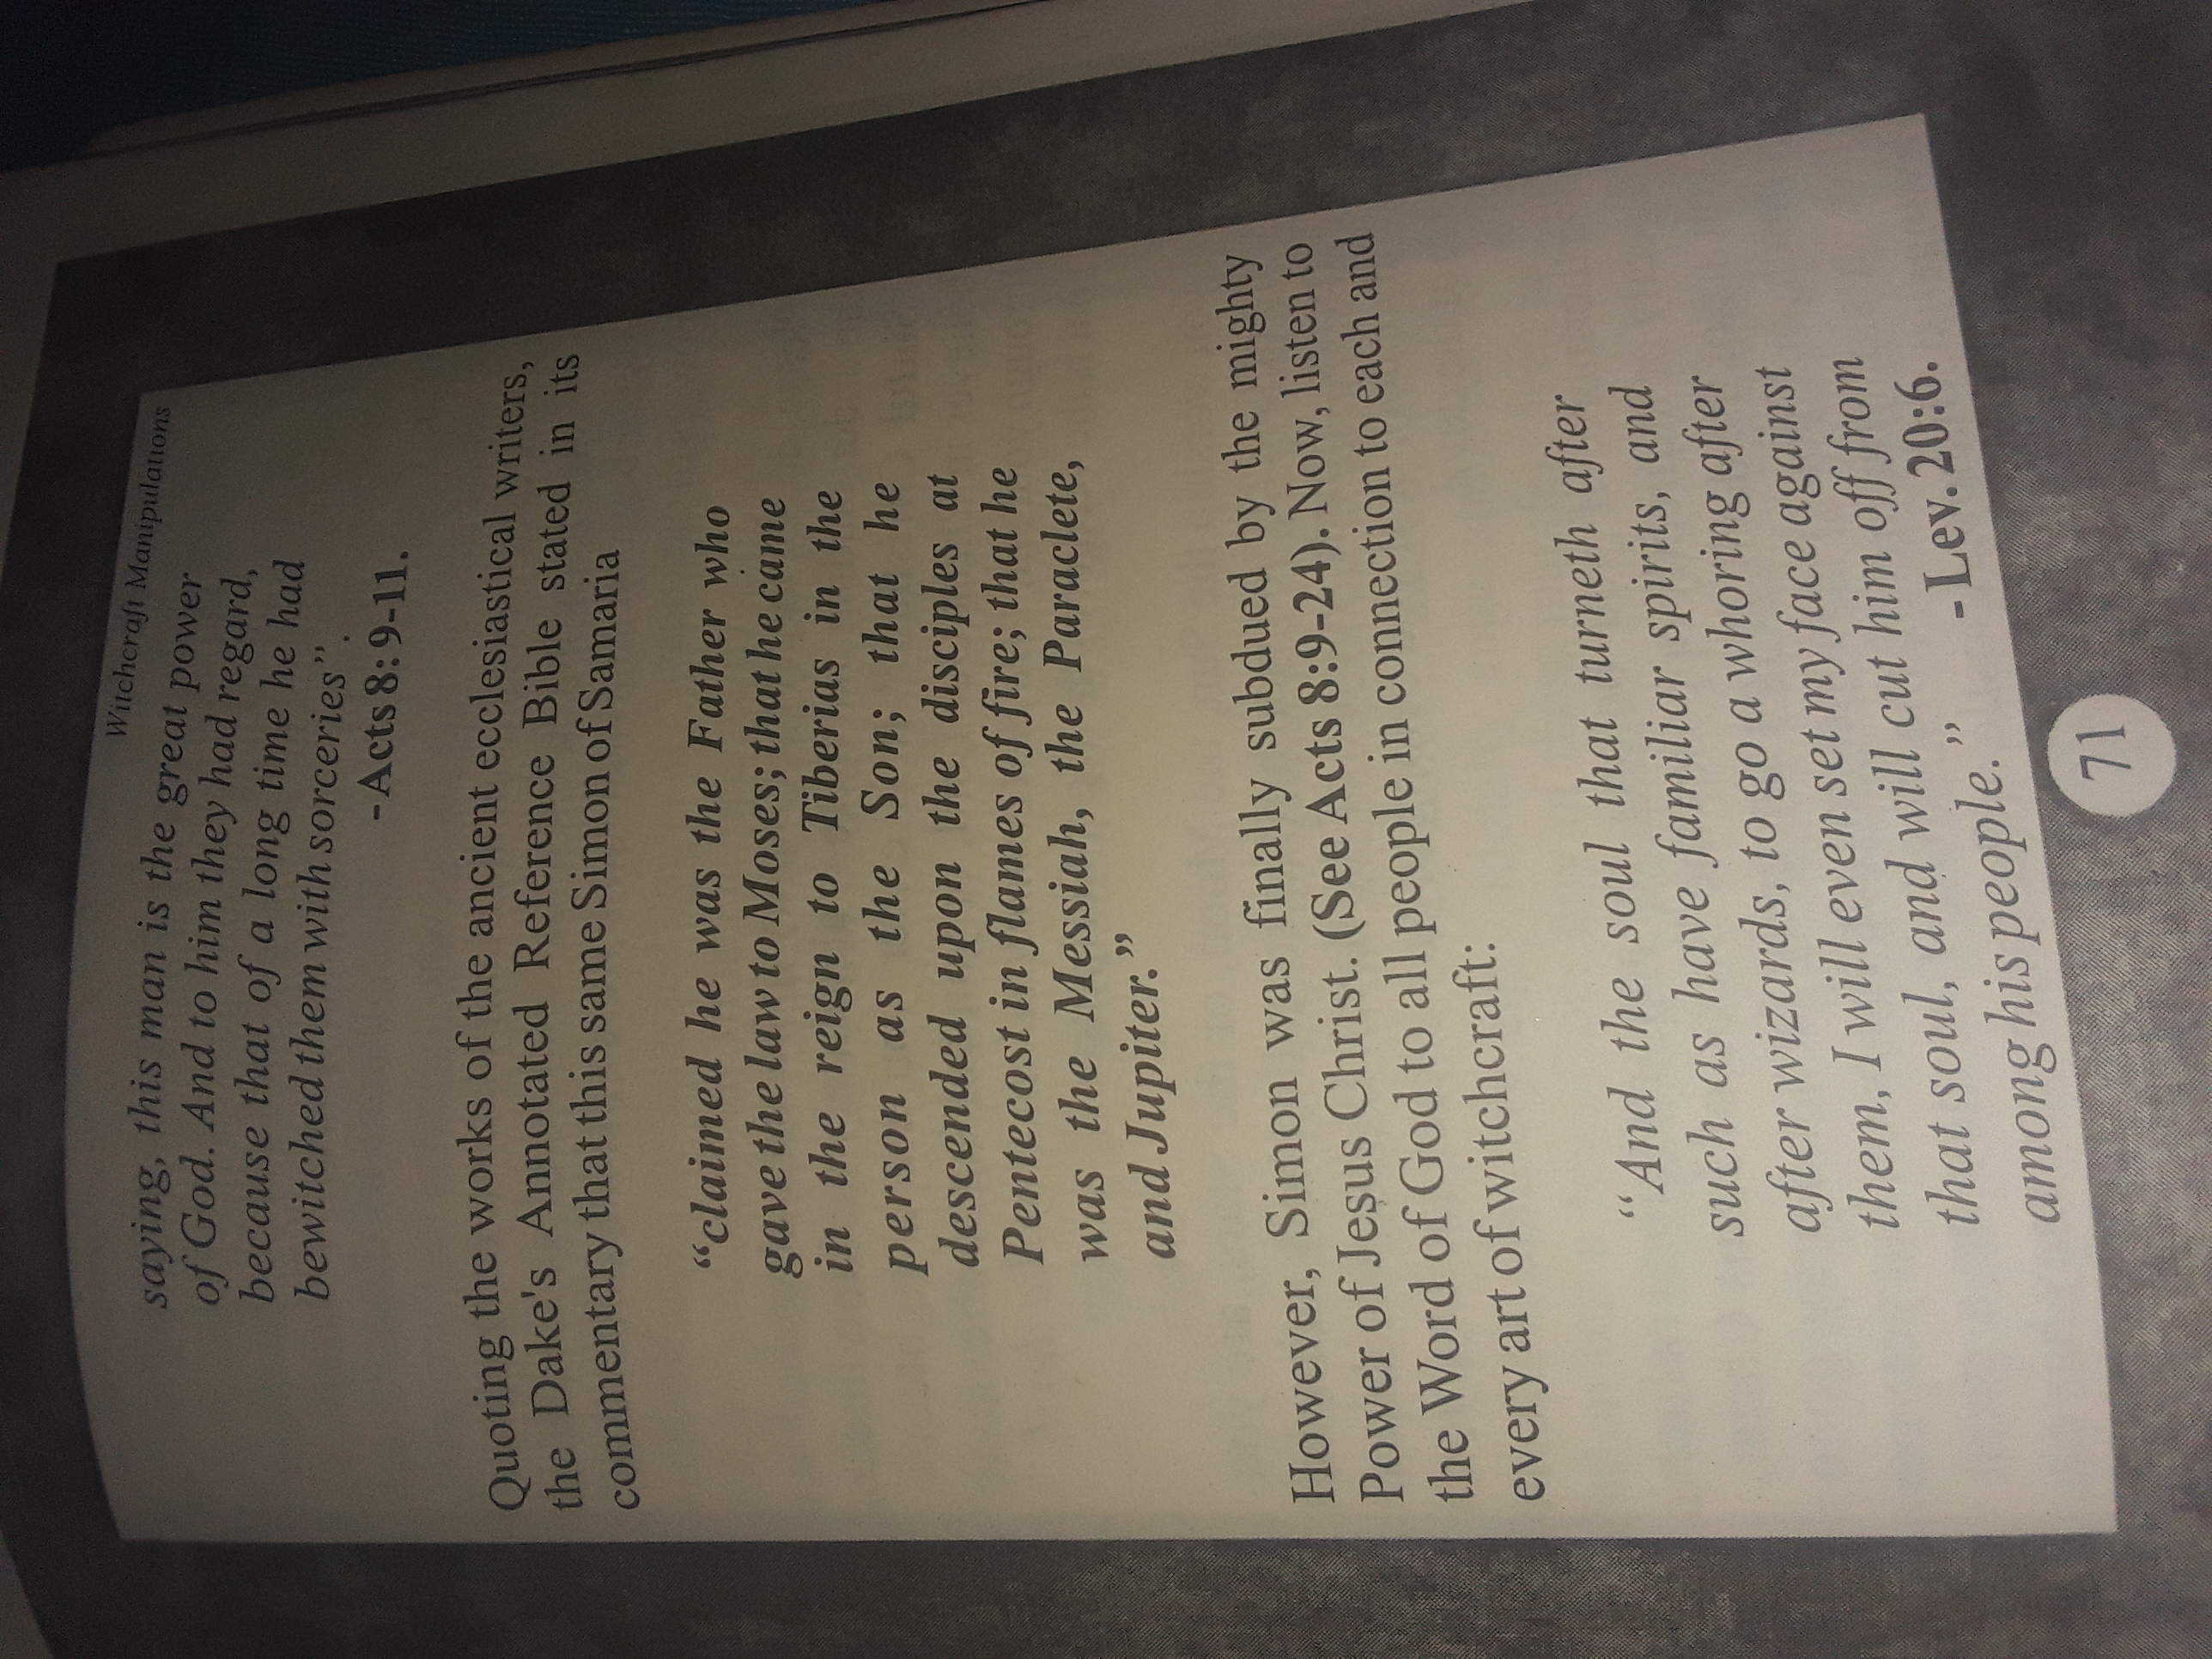 Witchcraft Manipulations
saying, this man is the great power
of God. And to him they had regard,
because that of a long time he had
bewitched them with sorceries”.
- Acts 8: 9-11.
Quoting the works of the ancient ecclesiastical writers,
the Dake's Annotated Reference Bible stated in its
commentary that this same Simon of Samaria
“claimed he was the Father who
gave the law to Moses; that he came
in the reign to Tiberias in the
person as the Son; that he
descended upon the disciples at
Pentecost in flames of fire; that he
was the Messiah, the Paraclete,
and Jupiter.”
However, Simon was finally subdued by the mighty
Power of Jesus Christ. (See Acts 8:9-24). Now, listen to
the Word of God to all people in connection to each and
every art of witchcraft:
“And the soul that turneth after
such as have familiar spirits, and
after wizards, to go a whoring after
them, I will even set my face against
that soul, and will cut him off from
among his people.” - Lev. 20:6.
71